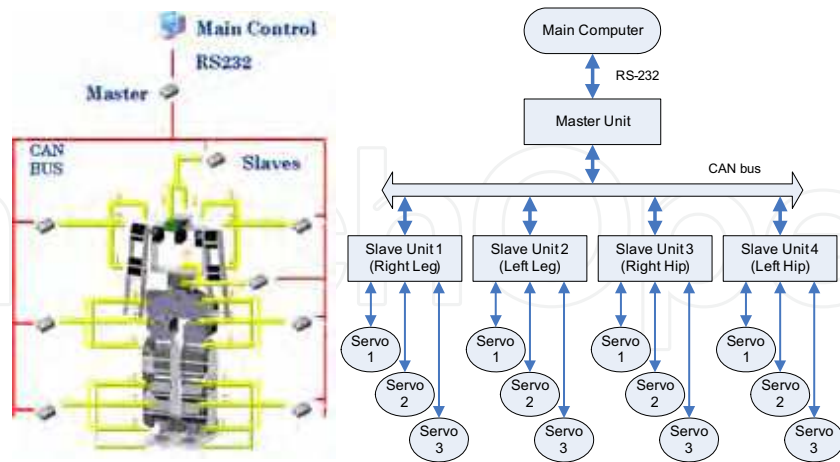 Main Control
RS232
Master
CAN
BUS
Slaves
Main Computer
RS-232
Master Unit
CAN bus
Slave Unit 1
(Right Leg)
Slave Unit 2
(Left Leg)
Slave Unit 3
(Right Hip)
Slave Unit 4
(Left Hip)
Servo
1
Servo
2
Servo
3
Servo
1
Servo
2
Servo
3
Servo
1
Servo
2
Servo
3
Servo
1
Servo
2
Servo
3